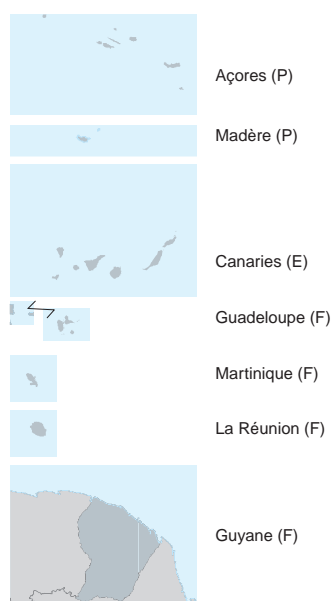 Açores (P)
Madère (P)
Canaries (E)
Guadeloupe (F)
Martinique (F)
La Réunion (F)
Guyane (F)